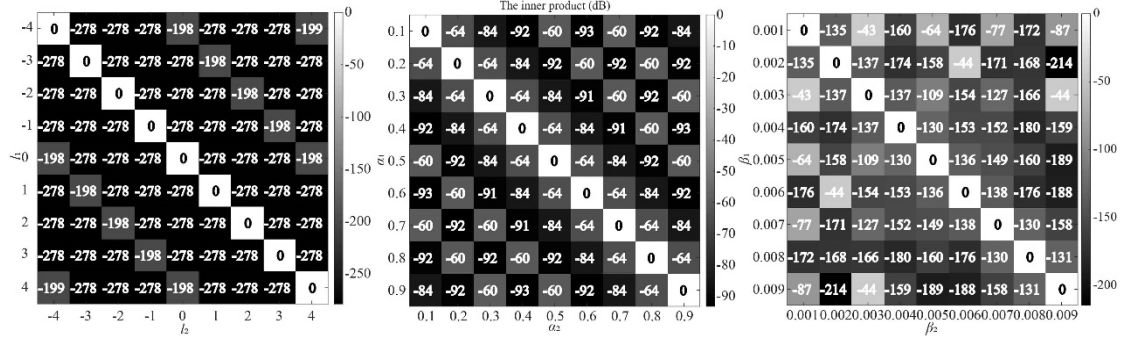 -4 0 -278 -278 -278 -198 -278 -278 -278 -199
-3 -278 0 -278 -278 -278 -198 -278 -278 -278
-2 -278 -278 0 -278 -278 -278 -198 -278 -278
-1 -278 -278 -278 0 -278 -278 -278 -198 -278
0 -198 -278 -278 -278 0 -278 -278 -278 -198
1 -278 -198 -278 -278 -278 0 -278 -278 -278
2 -278 -278 -198 -278 -278 -278 0 -278 -278
3 -278 -278 -278 -198 -278 -278 -278 0 -278
4 -199 -278 -278 -278 -198 -278 -278 -278 0
-4 -3 -2 -1 0 1 2 3 4
l₁
l₂
0
-50
-100
-150
-200
-250
The inner product (dB)
0.1 0 -64 -84 -92 -60 -93 -60 -92 -84
0.2 -64 0 -64 -84 -92 -60 -92 -60 -92
0.3 -84 -64 0 -64 -84 -91 -60 -92 -60
0.4 -92 -84 -64 0 -64 -84 -91 -60 -93
0.5 -60 -92 -84 -64 0 -64 -84 -92 -60
0.6 -93 -60 -91 -84 -64 0 -64 -84 -92
0.7 -60 -92 -60 -91 -84 -64 0 -64 -84
0.8 -92 -60 -92 -60 -92 -84 -64 0 -64
0.9 -84 -92 -60 -93 -60 -92 -84 -64 0
0.1 0.2 0.3 0.4 0.5 0.6 0.7 0.8 0.9
α₁
α₂
0
-10
-20
-30
-40
-50
-60
-70
-80
-90
0.001 0 -135 -43 -160 -64 -176 -77 -172 -87
0.002 -135 0 -137 -174 -158 -44 -171 -168 -214
0.003 -43 -137 0 -137 -109 -154 -127 -166 -44
0.004 -160 -174 -137 0 -130 -153 -152 -180 -159
0.005 -64 -158 -109 -130 0 -136 -149 -160 -189
0.006 -176 -44 -154 -153 -136 0 -138 -176 -188
0.007 -77 -171 -127 -152 -149 -138 0 -130 -158
0.008 -172 -168 -166 -180 -160 -176 -130 0 -131
0.009 -87 -214 -44 -159 -189 -188 -158 -131 0
0.001 0.002 0.003 0.004 0.005 0.006 0.007 0.008 0.009
β₁
β₂
0
-50
-100
-150
-200